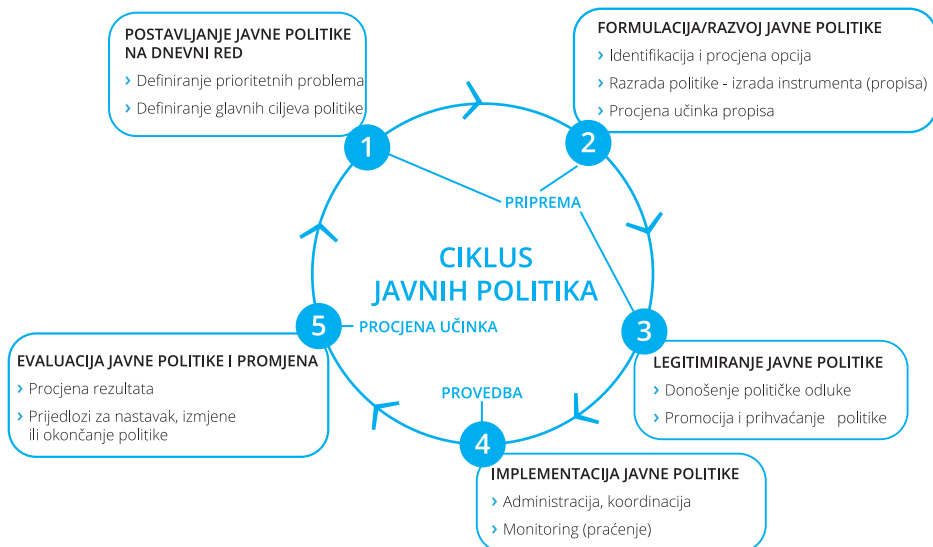 POSTAVLJANJE JAVNE POLITIKE
NA DNEVNI RED
› Definiranje prioritetnih problema
› Definiranje glavnih ciljeva politike
FORMULACIJA/RAZVOJ JAVNE POLITIKE
› Identifikacija i procjena opcija
› Razrada politike - izrada instrumenta (propisa)
› Procjena učinka propisa
1
2
PRIPREMA
CIKLUS
JAVNIH POLITIKA
5
PROCJENA UČINKA
3
EVALUACIJA JAVNE POLITIKE I PROMJENA
› Procjena rezultata
› Prijedlozi za nastavak, izmjene
ili okončanje politike
LEGITIMIRANJE JAVNE POLITIKE
› Donošenje političke odluke
› Promocija i prihvaćanje politike
PROVEDBA
4
IMPLEMENTACIJA JAVNE POLITIKE
› Administracija, koordinacija
› Monitoring (praćenje)